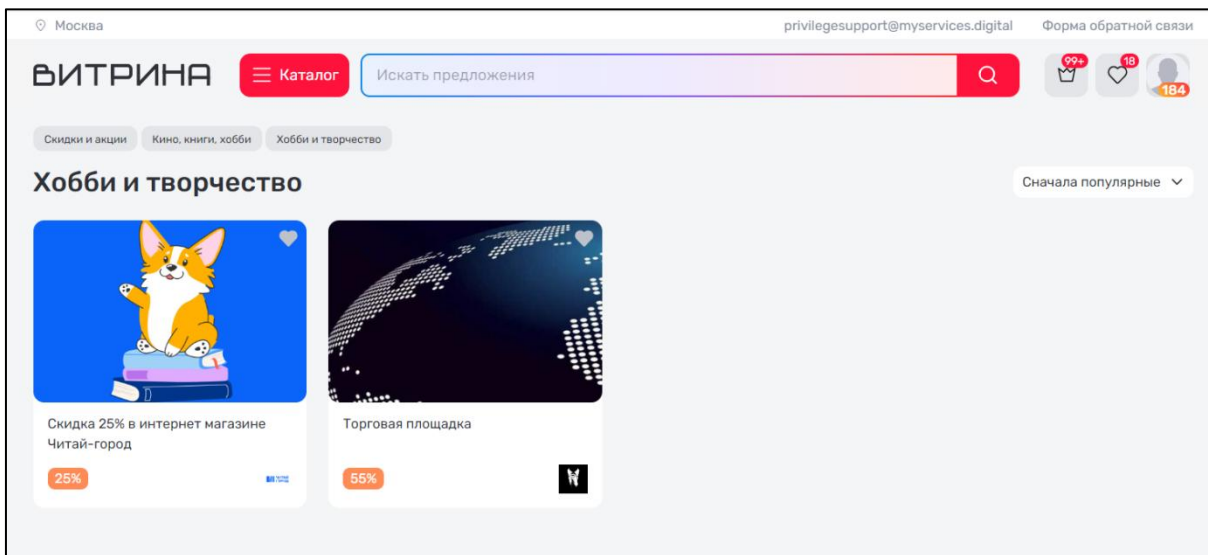 Москва
privilegesupport@myservices.digital
Форма обратной связи
ВИТРИНА
Каталог
Искать предложения
99+
18
184
Скидки и акции
Кино, книги, хобби
Хобби и творчество
Хобби и творчество
Сначала популярные
Скидка 25% в интернет магазине
Читай-город
25%
Торговая площадка
55%